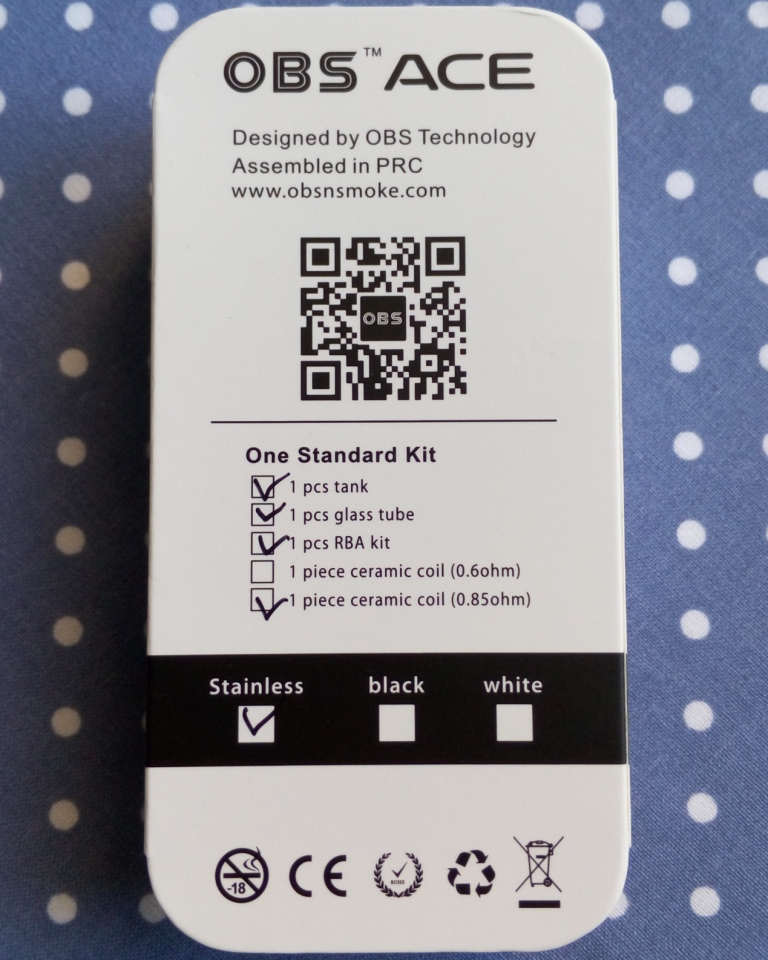 OBS™ ACE
Designed by OBS Technology
Assembled in PRC
www.obsnsmoke.com
OBS
One Standard Kit
1 pcs tank
1 pcs glass tube
1 pcs RBA kit
1 piece ceramic coil (0.6ohm)
1 piece ceramic coil (0.85ohm)
Stainless black white
-18 CE ROHS